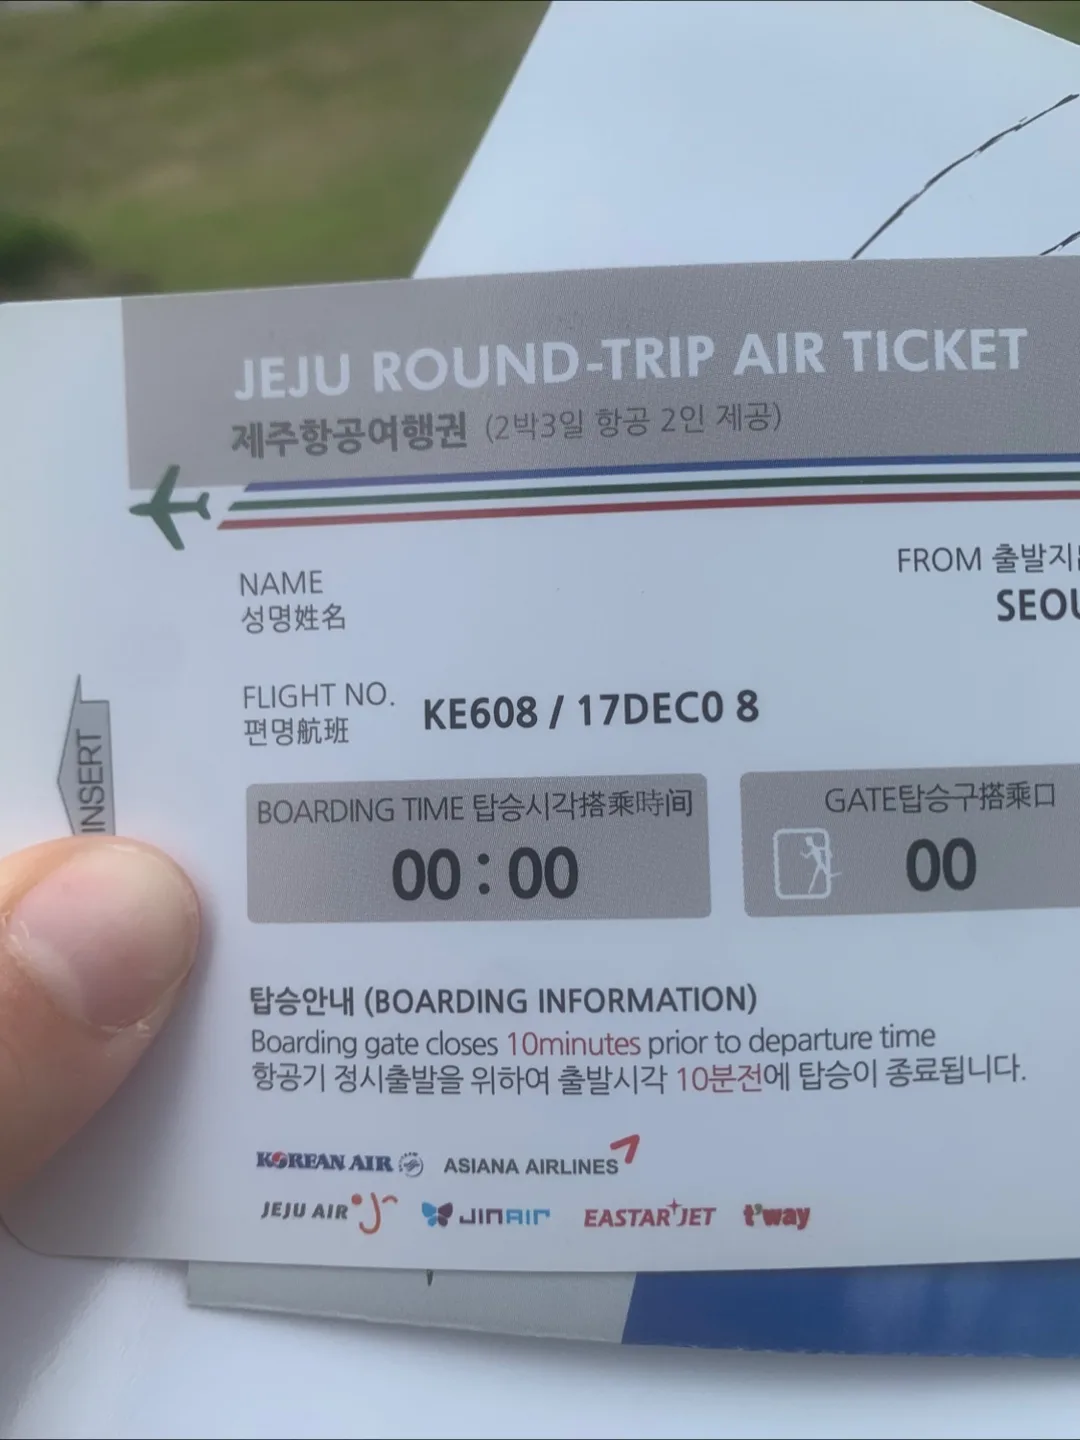 JEJU ROUND-TRIP AIR TICKET
제주항공여행권 (2박3일 항공 2인 제공)
NAME
성명姓名
FROM 출발지
SEOU
FLIGHT NO.
편명航班
KE608 / 17DEC0 8
INSERT
BOARDING TIME 탑승시각搭乘時间
00 : 00
GATE탑승구搭乘口
00
탑승안내 (BOARDING INFORMATION)
Boarding gate closes 10minutes prior to departure time
항공기 정시출발을 위하여 출발시각 10분전에 탑승이 종료됩니다.
KOREAN AIR ASIANA AIRLINES
JEJU AIR JINAIR EASTAR JET t'way